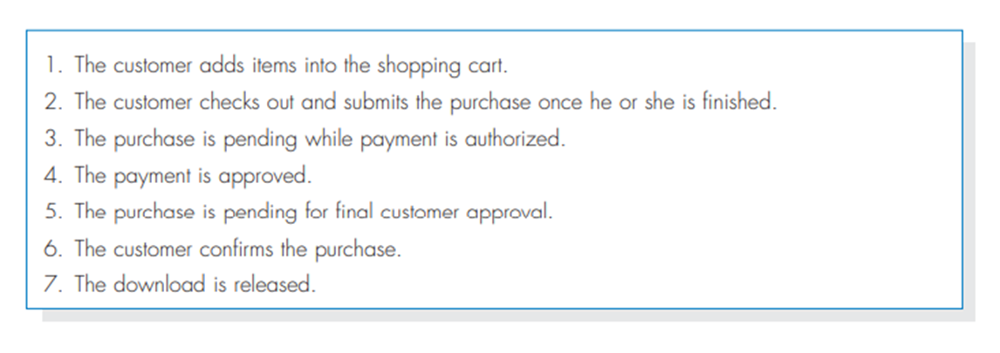 1. The customer adds items into the shopping cart.
2. The customer checks out and submits the purchase once he or she is finished.
3. The purchase is pending while payment is authorized.
4. The payment is approved.
5. The purchase is pending for final customer approval.
6. The customer confirms the purchase.
7. The download is released.